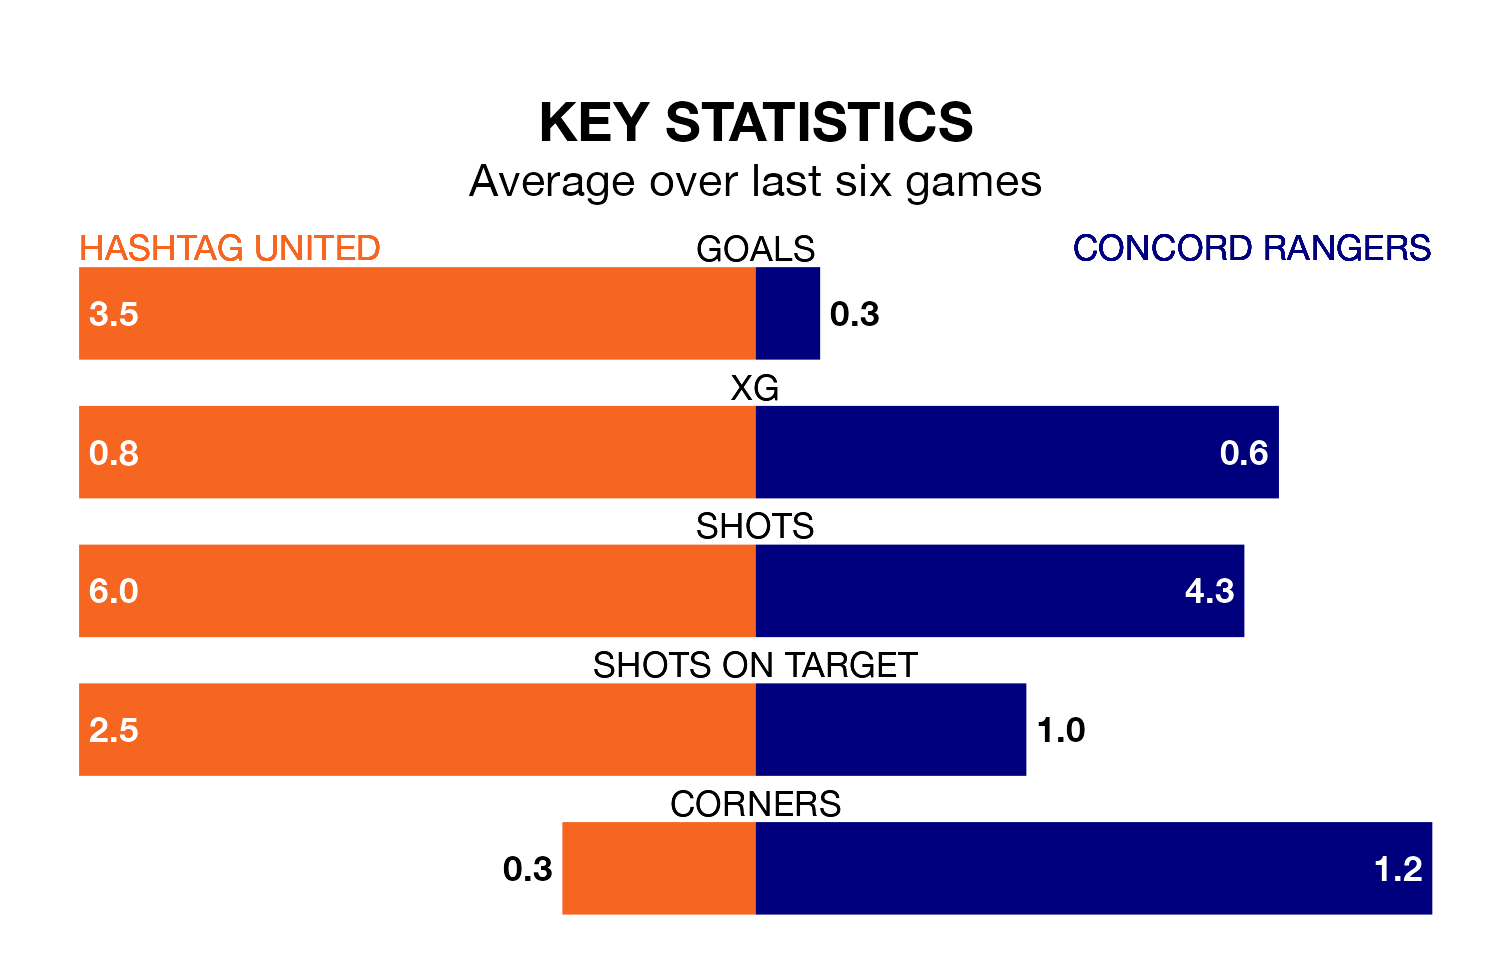 KEY STATISTICS
Average over last six games
HASHTAG UNITED GOALS CONCORD RANGERS
3.5 0.3
XG
0.8 0.6
SHOTS
6.0 4.3
SHOTS ON TARGET
2.5 1.0
CORNERS
0.3 1.2